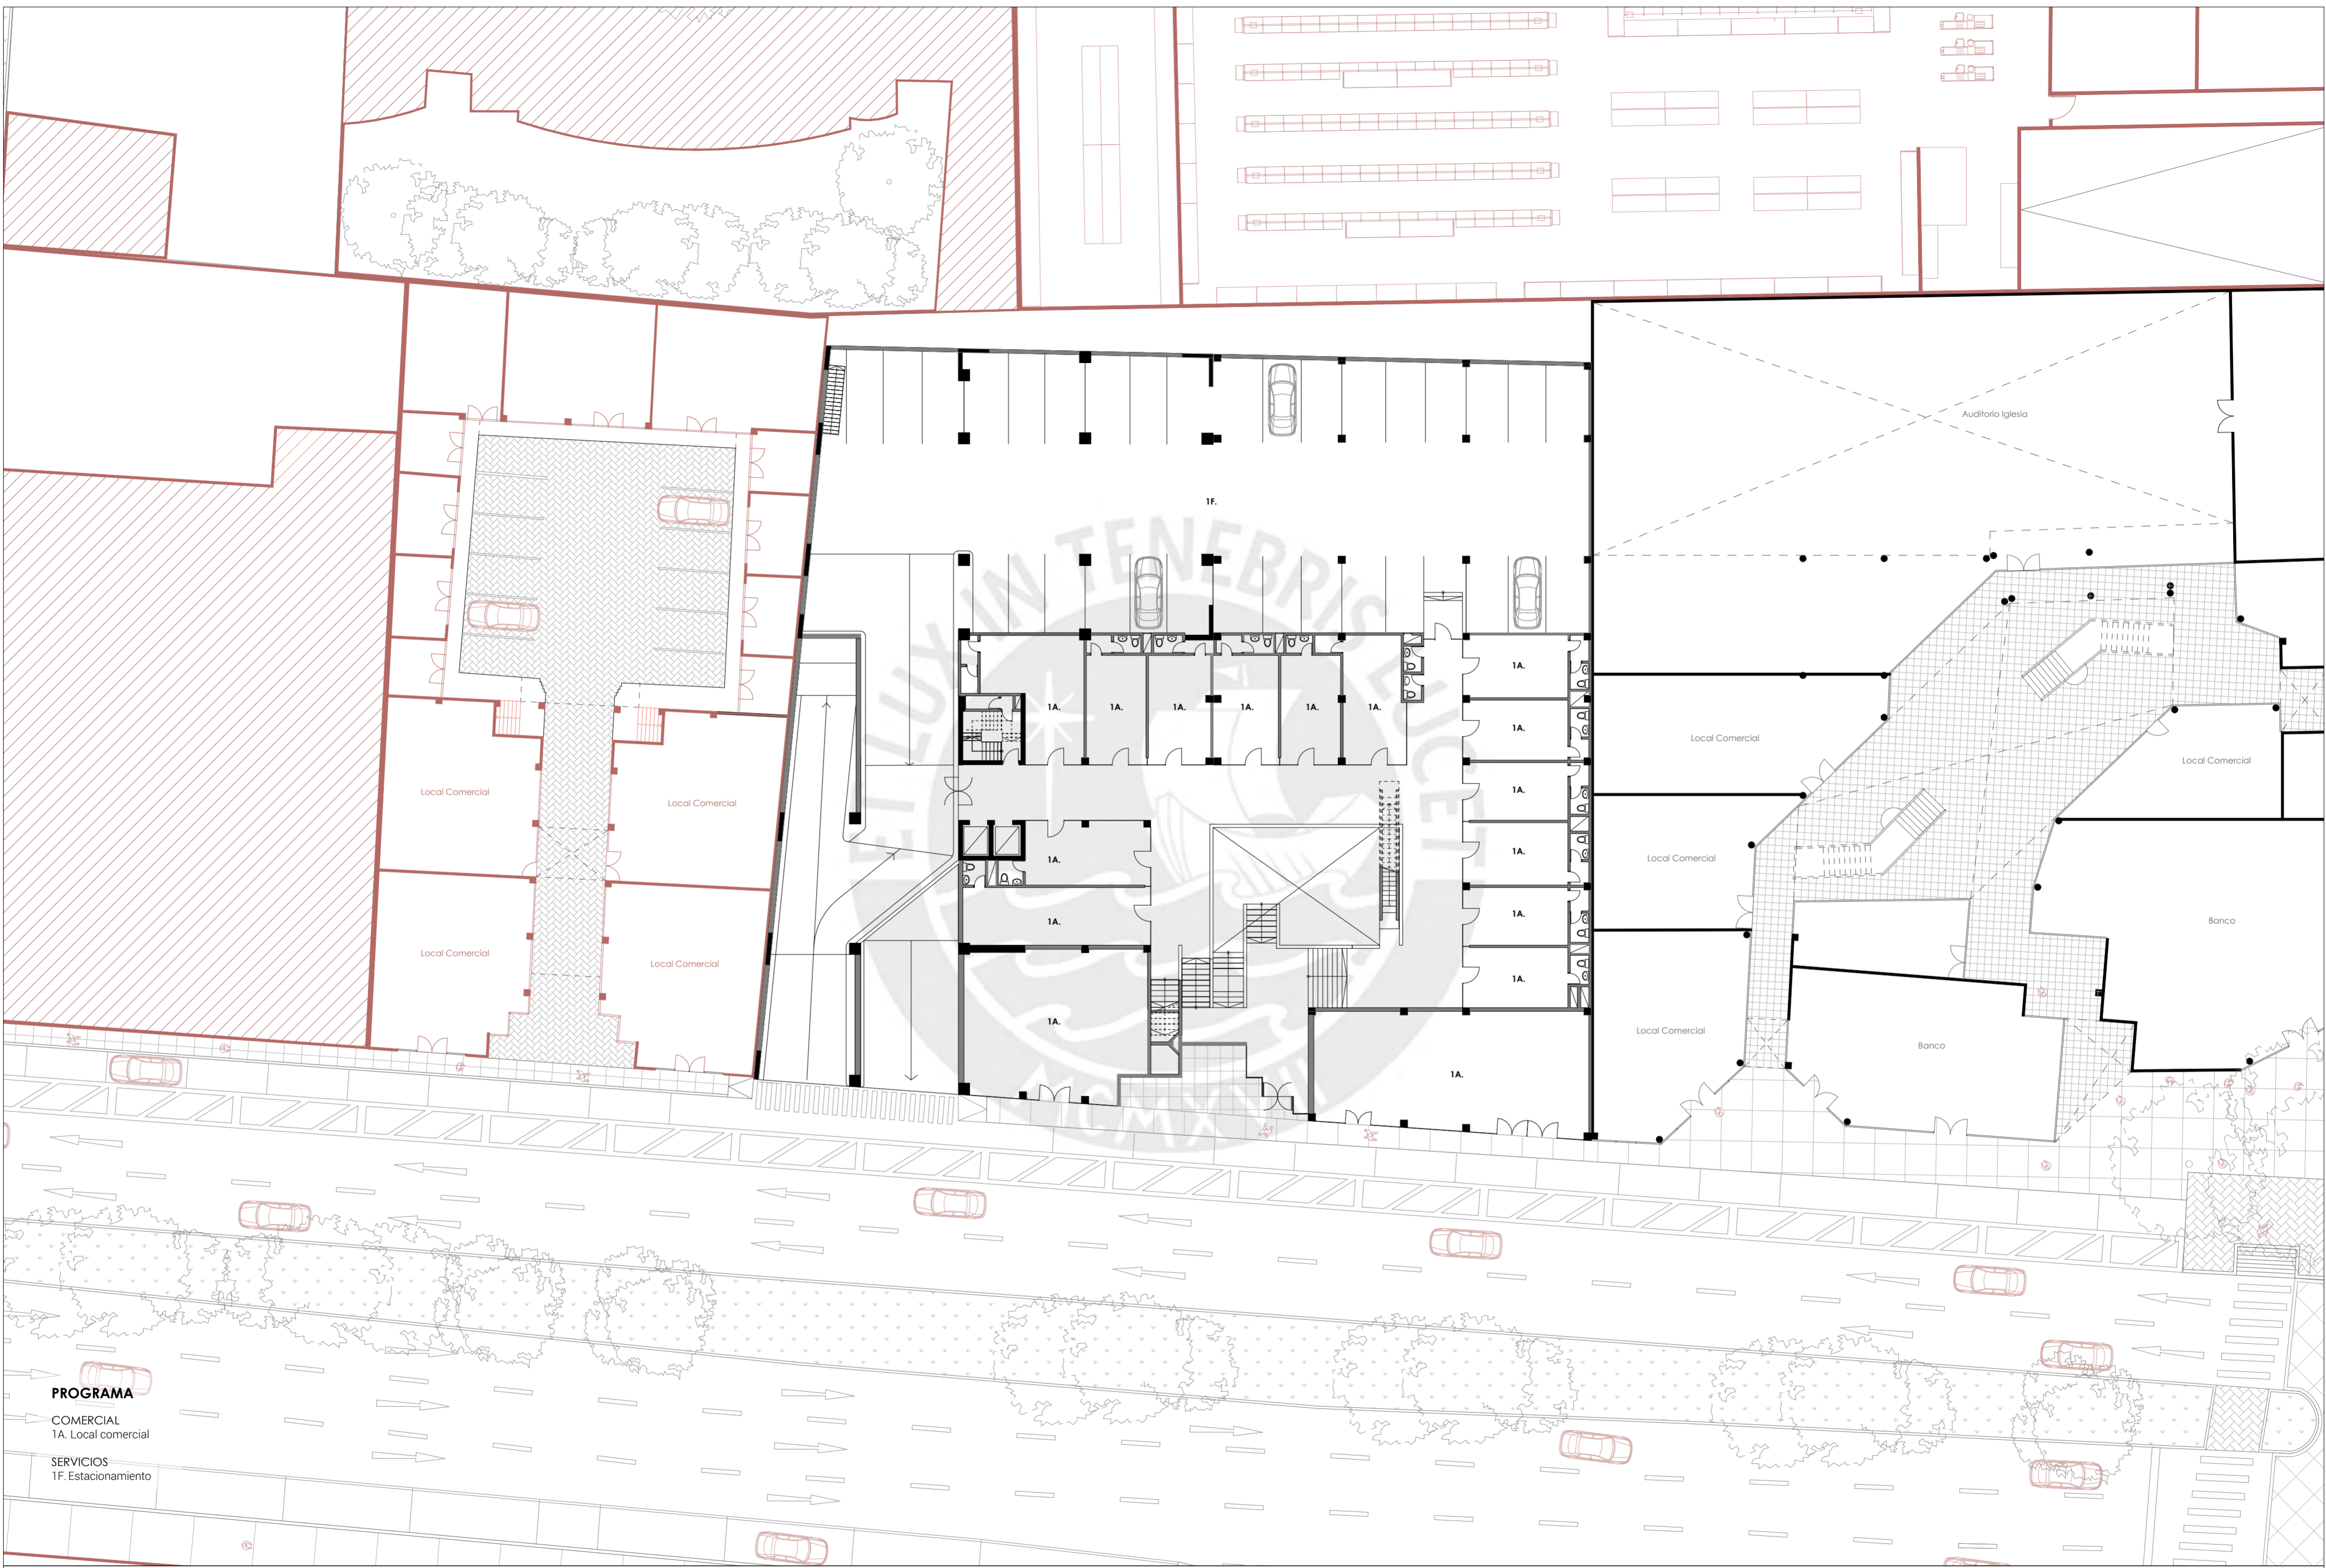 Auditorio Iglesia
1F.
ET LUX IN TENEBRIS LUCET
1A.
1A.
1A.
1A.
1A.
1A.
1A.
1A.
Local Comercial
Local Comercial
Local Comercial
1A.
Local Comercial
1A.
1A.
Local Comercial
1A.
1A.
Banco
Local Comercial
Local Comercial
1A.
1A.
Local Comercial
Banco
1A.
MCMXVII
PROGRAMA
COMERCIAL
1A. Local comercial
SERVICIOS
1F. Estacionamiento